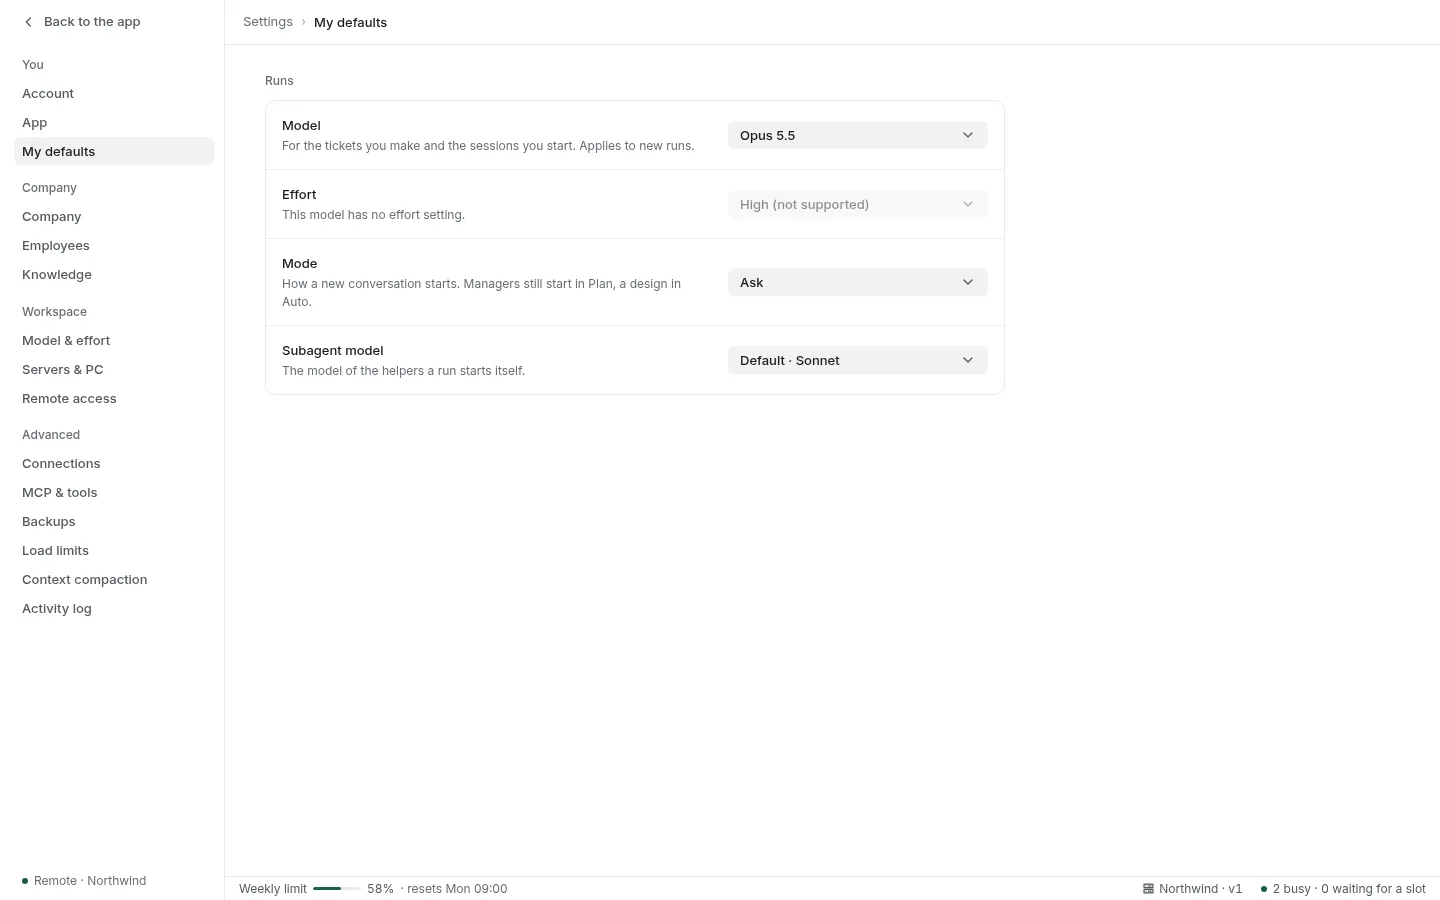 Back to the app
Settings › My defaults
You
Account
App
My defaults
Company
Company
Employees
Knowledge
Workspace
Model & effort
Servers & PC
Remote access
Advanced
Connections
MCP & tools
Backups
Load limits
Context compaction
Activity log
Remote · Northwind
Runs
Model
For the tickets you make and the sessions you start. Applies to new runs.
Opus 5.5
Effort
This model has no effort setting.
High (not supported)
Mode
How a new conversation starts. Managers still start in Plan, a design in
Auto.
Ask
Subagent model
The model of the helpers a run starts itself.
Default · Sonnet
Weekly limit 58% · resets Mon 09:00
Northwind · v1
2 busy · 0 waiting for a slot